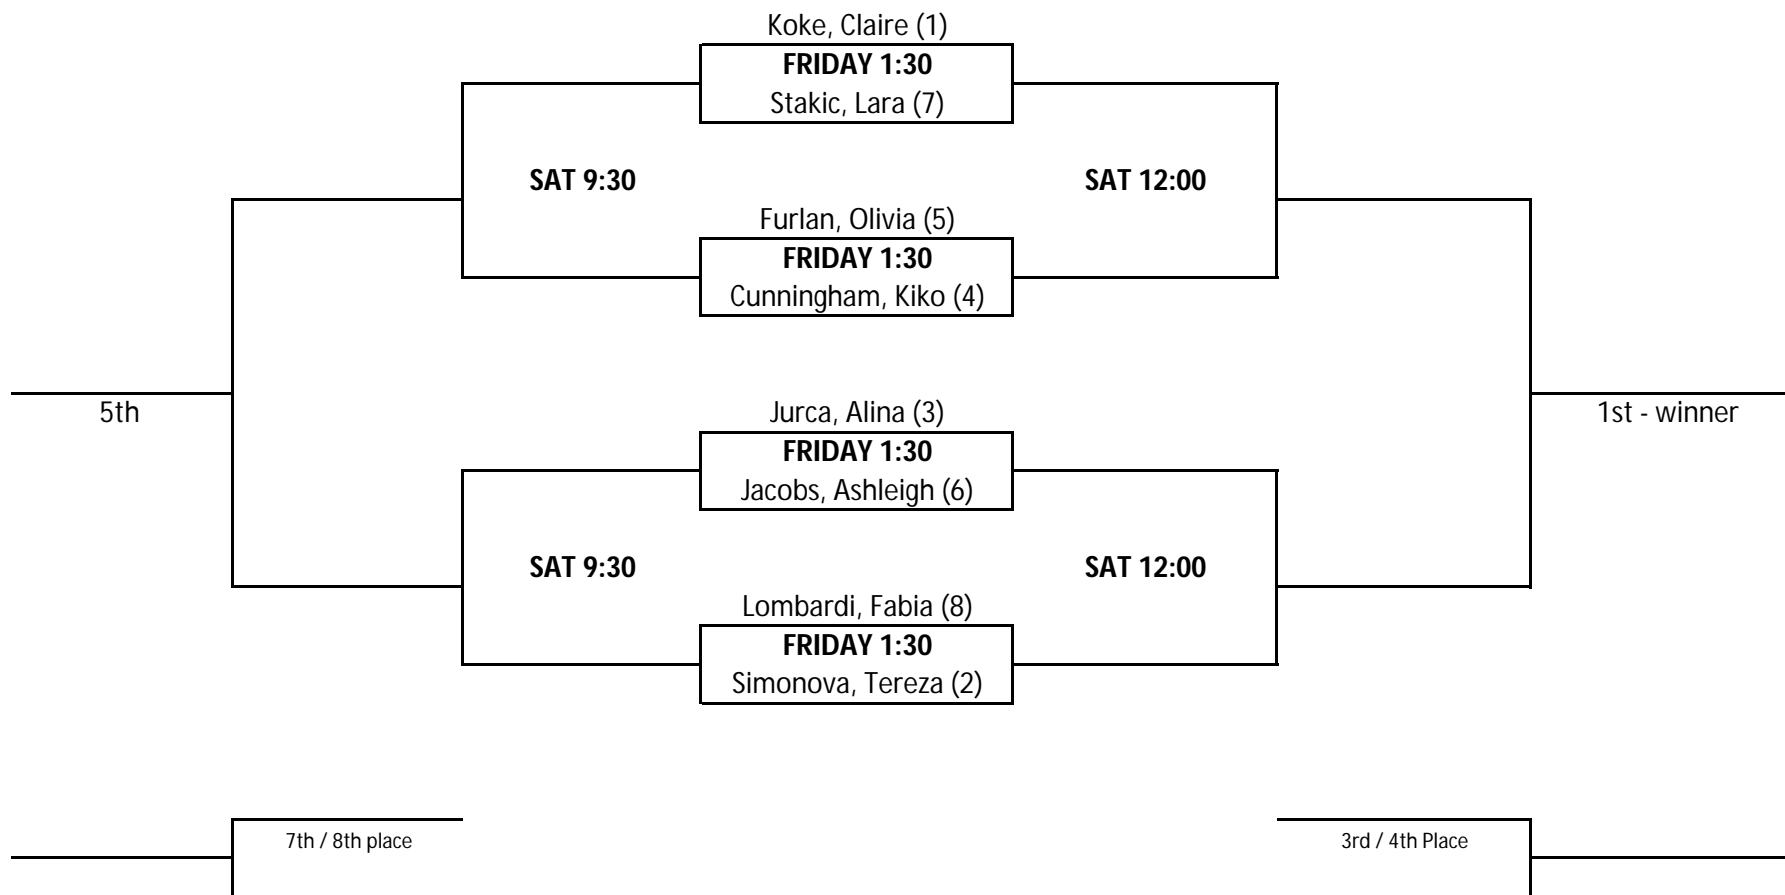 Koke, Claire (1)
FRIDAY 1:30
Stakic, Lara (7)
SAT 9:30
SAT 12:00
Furlan, Olivia (5)
FRIDAY 1:30
Cunningham, Kiko (4)
5th
Jurca, Alina (3)
1st - winner
FRIDAY 1:30
Jacobs, Ashleigh (6)
SAT 9:30
SAT 12:00
Lombardi, Fabia (8)
FRIDAY 1:30
Simonova, Tereza (2)
7th / 8th place
3rd / 4th Place